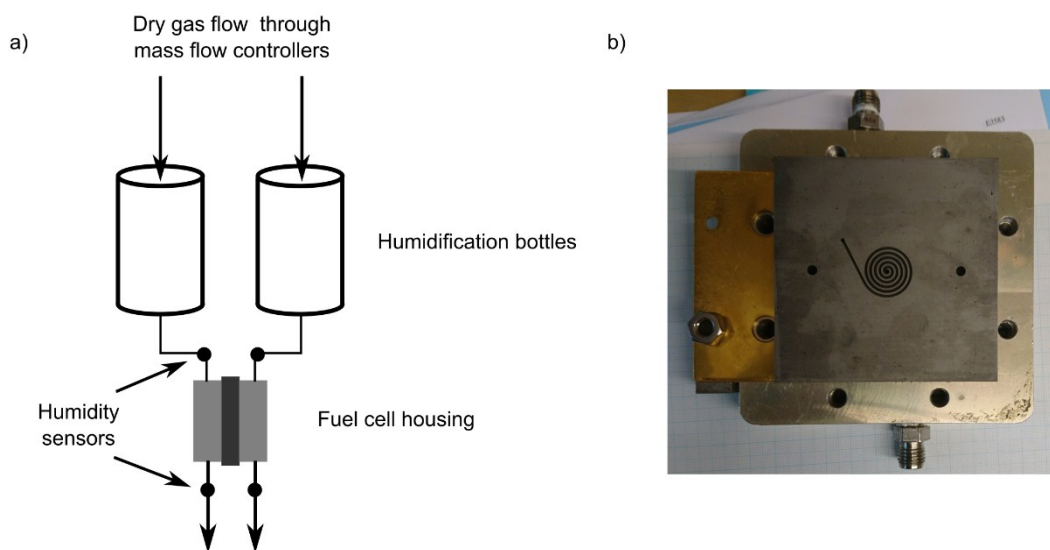 a)
Dry gas flow through
mass flow controllers
b)
Humidification bottles
Humidity
sensors
Fuel cell housing